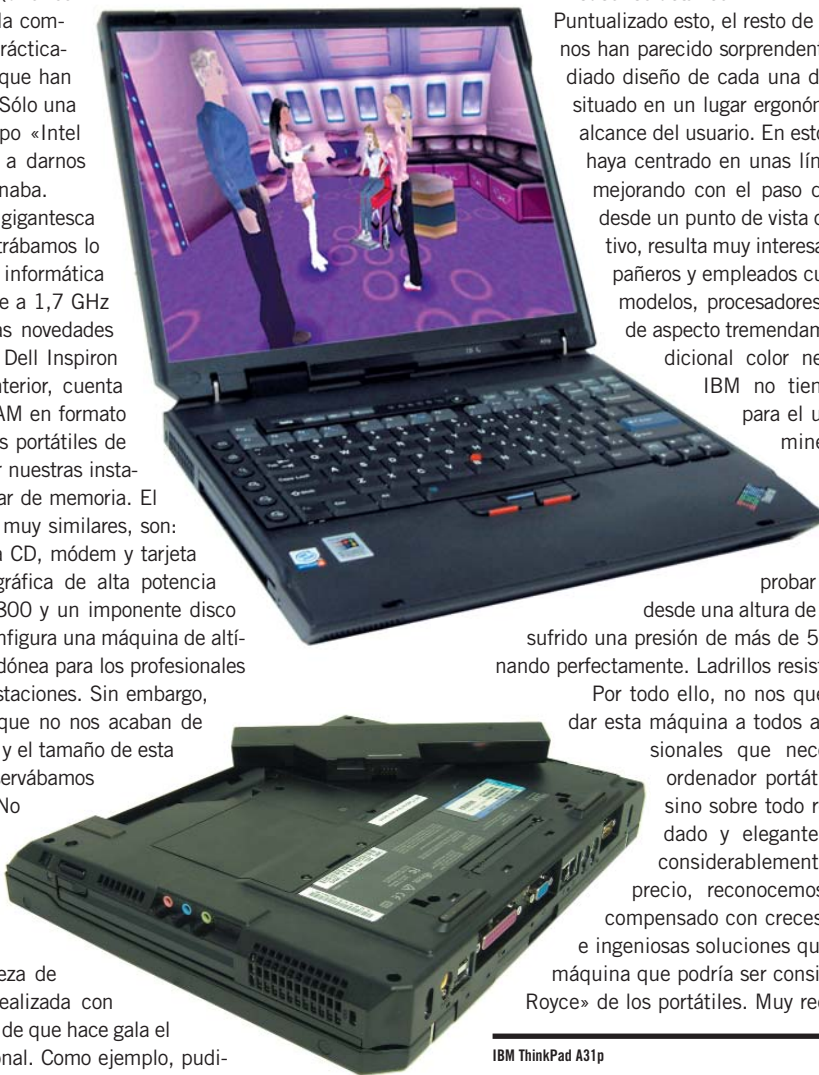 la com-
ráctica-
que han
Sólo una
po «Intel
a darnos
naba.
gigantesca
trábamos lo
informática
e a 1,7 GHz
as novedades
Dell Inspiron
nterior, cuenta
AM en formato
s portátiles de
r nuestras insta-
ar de memoria. El
muy similares, son:
a CD, módem y tarjeta
gráfica de alta potencia
800 y un imponente disco
nfigura una máquina de altí-
dónea para los profesionales
staciones. Sin embargo,
que no nos acaban de
y el tamaño de esta
servábamos
No
eza de
ealizada con
de que hace gala el
onal. Como ejemplo, pudi-
Puntualizado esto, el resto de
nos han parecido sorprendent
diado diseño de cada una d
situado en un lugar ergonón
alcance del usuario. En esto
haya centrado en unas lín
mejorando con el paso d
desde un punto de vista c
tivo, resulta muy interesa
pañeros y empleados cu
modelos, procesadores
de aspecto tremendam
dicional color ne
IBM no tien
para el u
mine
probar
desde una altura de
sufrido una presión de más de 5
nando perfectamente. Ladrillos resist
Por todo ello, no nos que
dar esta máquina a todos a
sionales que nece
ordenador portát
sino sobre todo r
dado y elegante
considerablement
precio, reconocemos
compensado con creces
e ingeniosas soluciones qu
máquina que podría ser consi
Royce» de los portátiles. Muy rec
IBM ThinkPad A31p